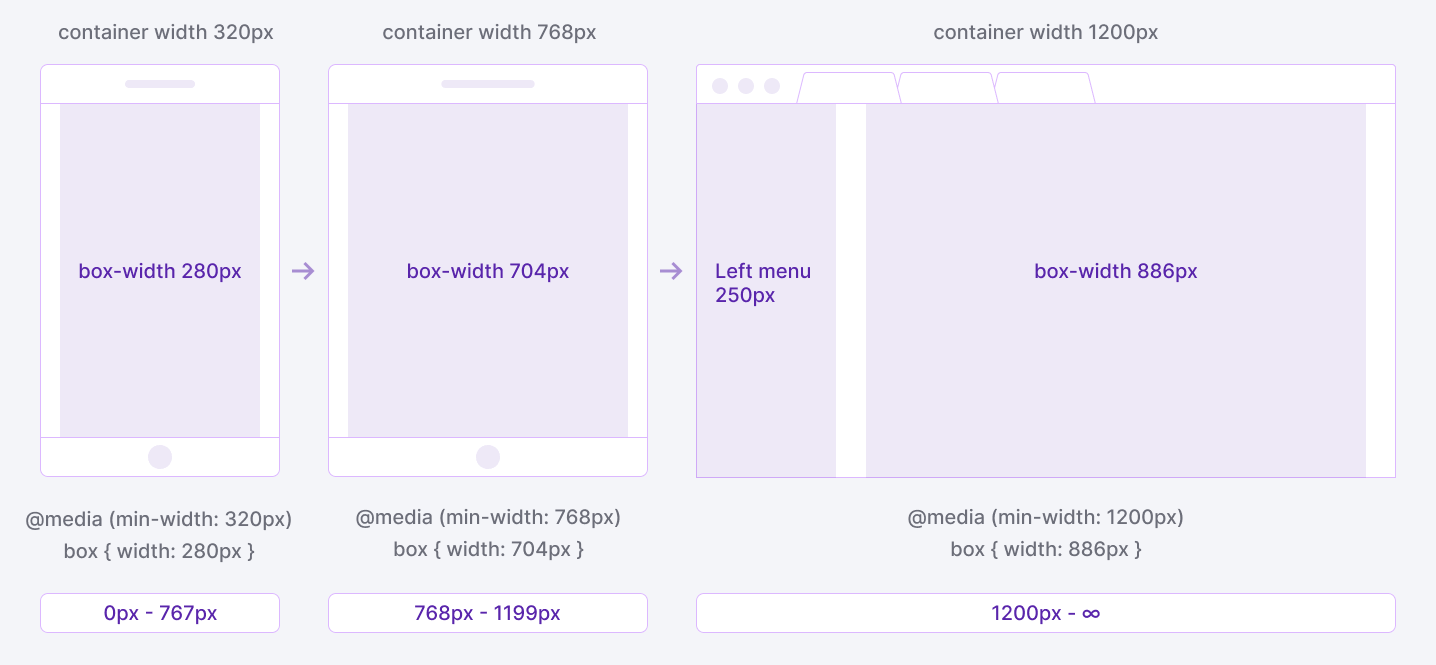 container width 320px
container width 768px
container width 1200px
box-width 280px
box-width 704px
Left menu
250px
box-width 886px
@media (min-width: 320px)
box { width: 280px }
@media (min-width: 768px)
box { width: 704px }
@media (min-width: 1200px)
box { width: 886px }
0px - 767px
768px - 1199px
1200px - ∞